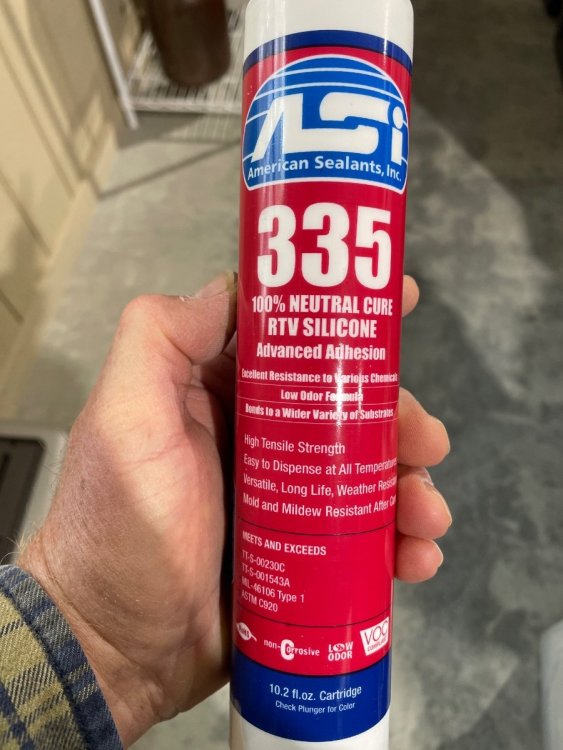 ASi
American Sealants, Inc.
335
100% NEUTRAL CURE
RTV SILICONE
Advanced Adhesion
Excellent Resistance to Various Chemicals
Low Odor Formula
Bonds to a Wider Variety of Substrates
High Tensile Strength
Easy to Dispense at All Temperatures
Versatile, Long Life, Weather Resistant
Mold and Mildew Resistant After
MEETS AND EXCEEDS
TT-S-00230C
TT-S-001543A
MIL-46106 Type 1
ASTM C920
non-Corrosive
LOW
ODOR
VOC
10.2 fl.oz. Cartridge
Check Plunger for Color